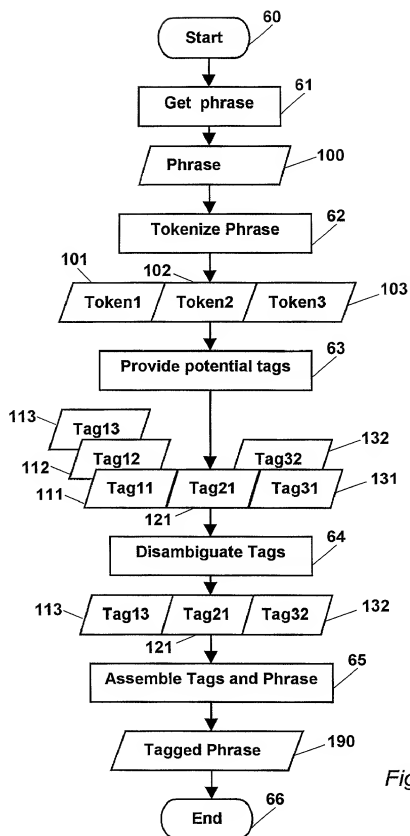 60
Start
61
Get phrase
Phrase
100
62
Tokenize Phrase
101
102
Token1 Token2 Token3
103
63
Provide potential tags
113
Tag13
132
112
Tag12 Tag32
111
Tag11 Tag21 Tag31
131
121
64
Disambiguate Tags
113
Tag13 Tag21 Tag32
132
121
65
Assemble Tags and Phrase
Tagged Phrase
190
Fig
66
End